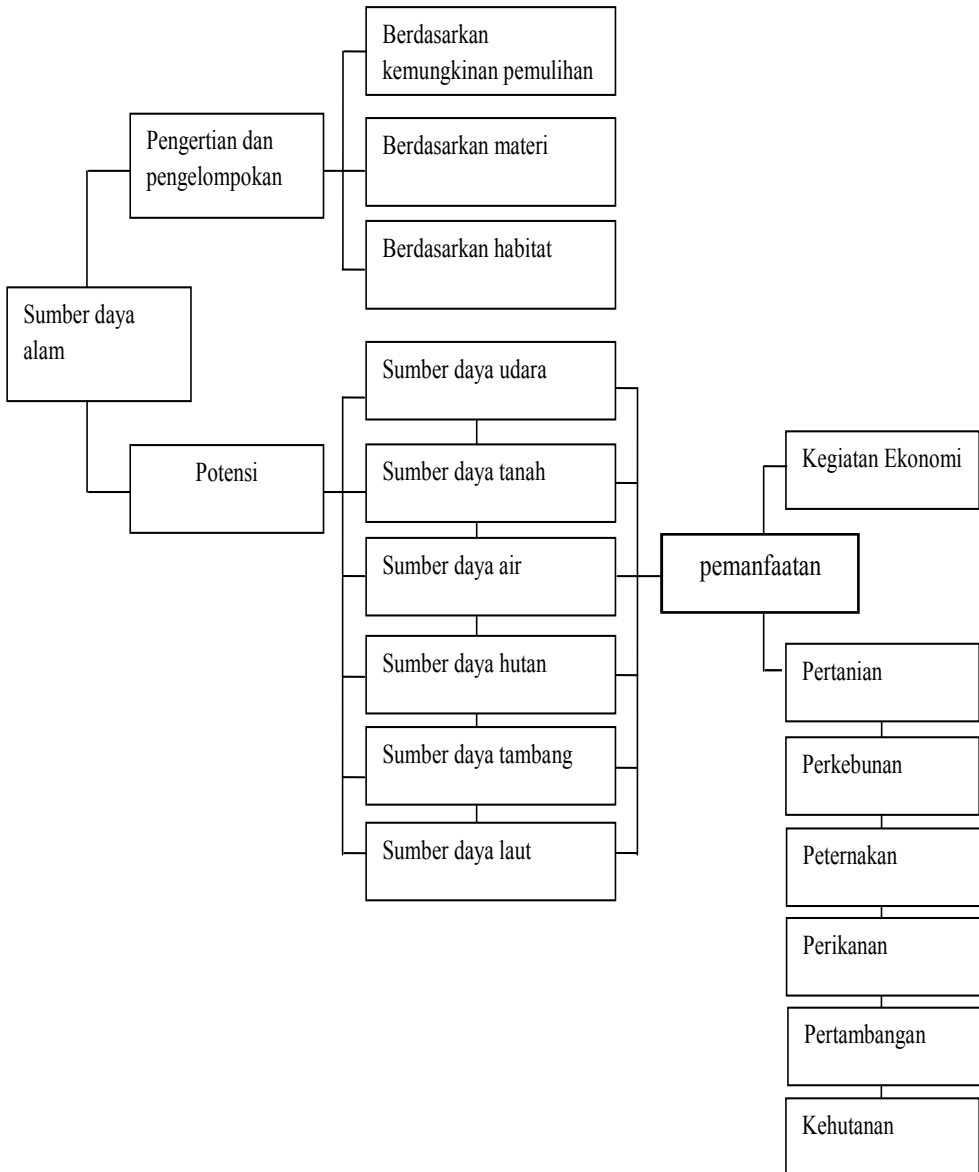 Berdasarkan
kemungkinan pemulihan
Pengertian dan
pengelompokan
Berdasarkan materi
Berdasarkan habitat
Sumber daya
alam
Sumber daya udara
Potensi
Sumber daya tanah
Sumber daya air
Sumber daya hutan
Sumber daya tambang
Sumber daya laut
Kegiatan Ekonomi
pemanfaatan
Pertanian
Perkebunan
Peternakan
Perikanan
Pertambangan
Kehutanan